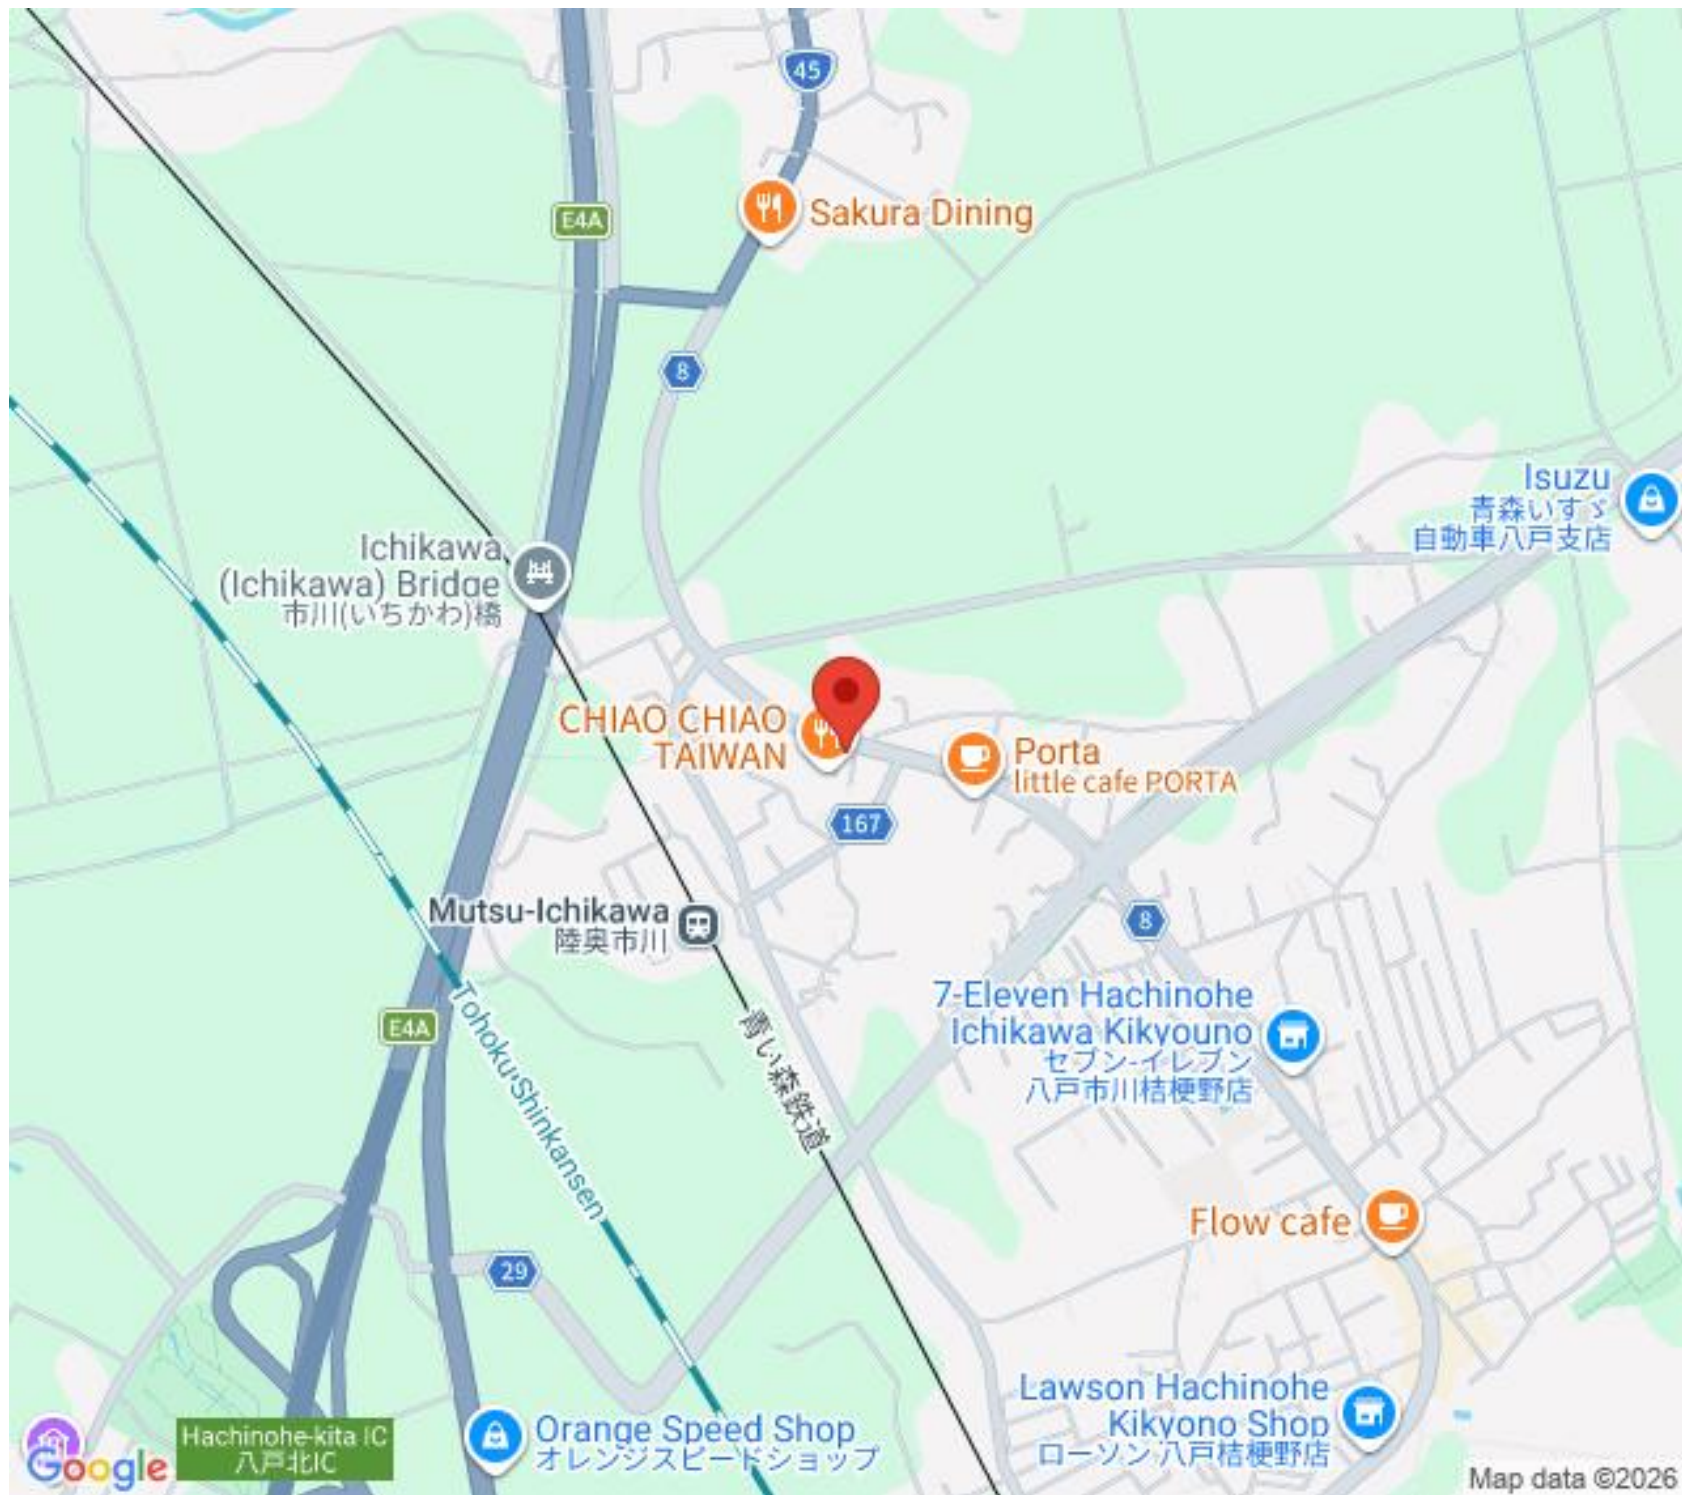 45
E4A
Sakura Dining
8
Isuzu
青森いすゞ
自動車八戸支店
Ichikawa
(Ichikawa) Bridge
市川(いちかわ)橋
CHIAO CHIAO
TAIWAN
Porta
little cafe PORTA
167
Mutsu-Ichikawa
陸奥市川
8
7-Eleven Hachinohe
Ichikawa Kikyouno
セブン-イレブン
八戸市川桔梗野店
E4A
Tohoku Shinkansen
青い森鉄道
Flow cafe
29
Lawson Hachinohe
Kikyono Shop
ローソン 八戸桔梗野店
Orange Speed Shop
オレンジスピードショップ
Hachinohe-kita IC
八戸北IC
Google
Map data ©2026